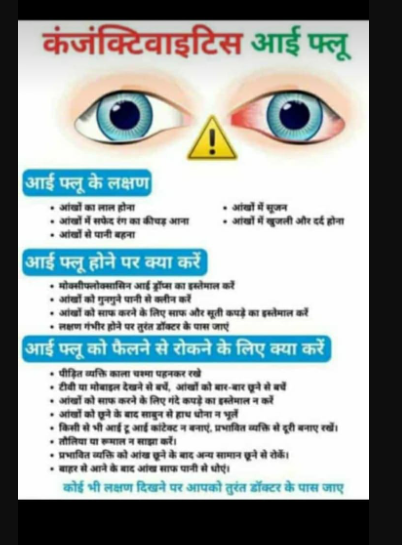 कंजंक्टिवाइटिस आई फ्लू
आई फ्लू के लक्षण
आंखों का लाल होना
आंखों में सफेद रंग का कीचड़ आना
आंखों से पानी बहना
आंखों में सूजन
आंखों में खुजली और दर्द होना
आई फ्लू होने पर क्या करें
मोक्सीफ्लोक्सासिन आई ड्रॉप्स का इस्तेमाल करें
आंखों को गुनगुने पानी से क्लीन करें
आंखों को साफ करने के लिए साफ और सूती कपड़े का इस्तेमाल करें
लक्षण गंभीर होने पर तुरंत डॉक्टर के पास जाएं
आई फ्लू को फैलने से रोकने के लिए क्या करें
पीड़ित व्यक्ति काला चश्मा पहनकर रखे
टीवी या मोबाइल देखने से बचें, आंखों को बार-बार छूने से बचें
आंखों को साफ करने के लिए गंदे कपड़े का इस्तेमाल न करें
आंखों को छूने के बाद साबुन से हाथ धोना न भूलें
किसी से भी आई टू आई कांटेक्ट न बनाएं, प्रभावित व्यक्ति से दूरी बनाए रखें।
तौलिया या रूमाल न साझा करें।
प्रभावित व्यक्ति को आंख छूने के बाद अन्य सामान छूने से रोकें।
बाहर से आने के बाद आंख साफ पानी से धोएं।
कोई भी लक्षण दिखने पर आपको तुरंत डॉक्टर के पास जाए